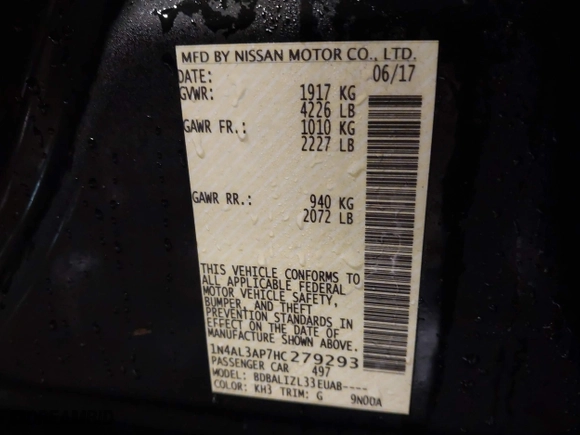 MFD BY NISSAN MOTOR CO., LTD.
DATE: 06/17
GVWR: 1917 KG
4226 LB
GAWR FR.: 1010 KG
2227 LB
GAWR RR.: 940 KG
2072 LB
THIS VEHICLE CONFORMS TO
ALL APPLICABLE FEDERAL
MOTOR VEHICLE SAFETY,
BUMPER, AND THEFT
PREVENTION STANDARDS IN
EFFECT ON THE DATE OF
MANUFACTURE SHOWN ABOVE.
1N4AL3AP7HC279293
PASSENGER CAR 497
MODEL: BDBALIZL33EUAB----
COLOR: KH3 TRIM: G 9N00A